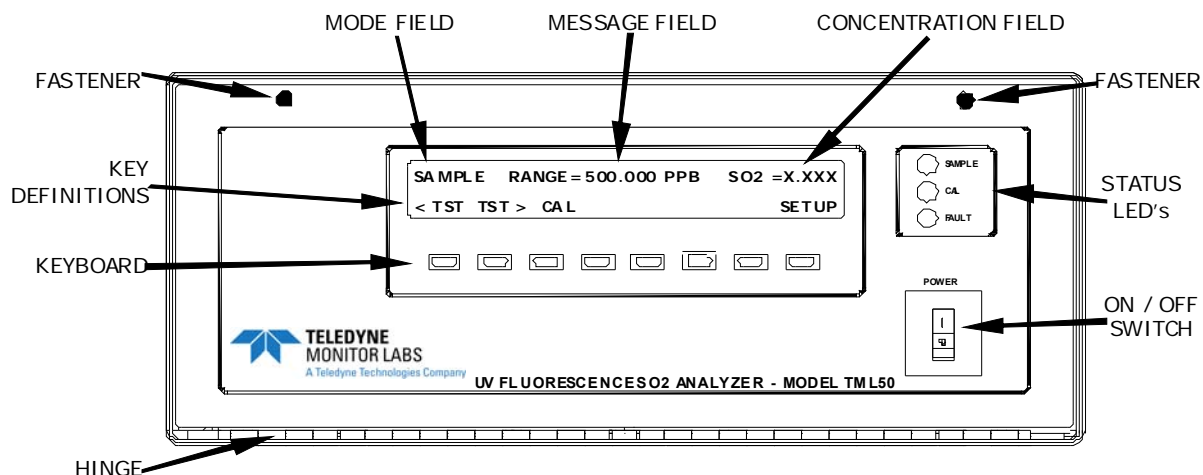 MODE FIELD MESSAGE FIELD CONCENTRATION FIELD
FASTENER
FASTENER
KEY
DEFINITIONS
SAMPLE RANGE = 500.000 PPB SO2 =X.XXX
< TST TST > CAL SETUP
SAMPLE
CAL
FAULT
STATUS
LED's
KEYBOARD
POWER
ON / OFF
SWITCH
TELEDYNE
MONITOR LABS
A Teledyne Technologies Company
UV FLUORESCENCE SO2 ANALYZER - MODEL TML50
HINGE